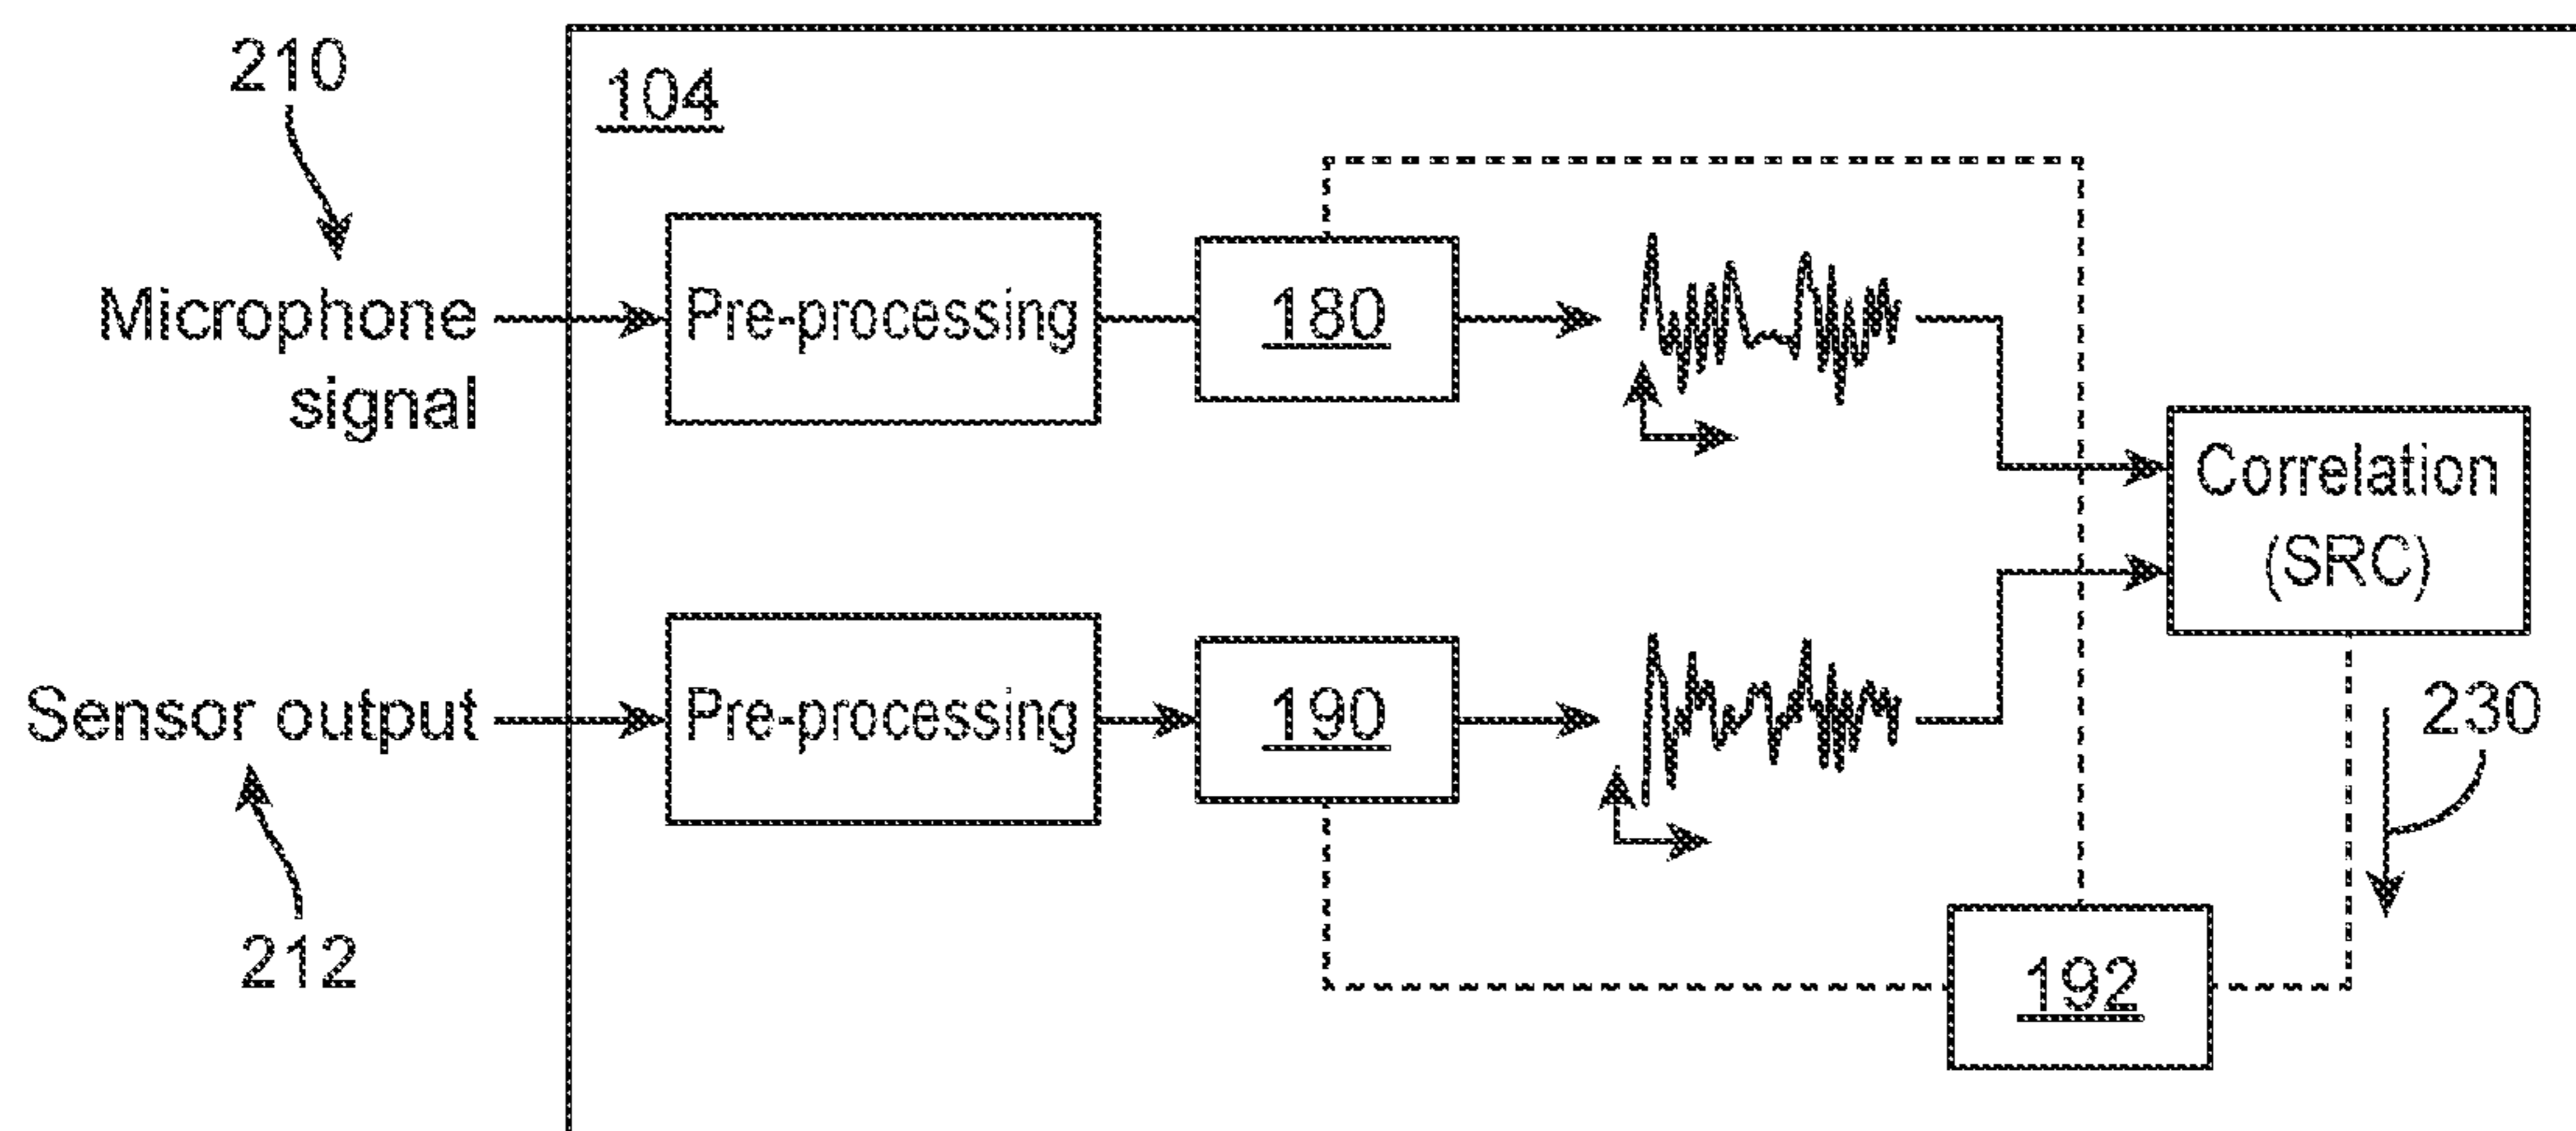 210
104
Microphone
signal
Pre-processing
180
Correlation
(SRC)
Sensor output
Pre-processing
190
230
212
192